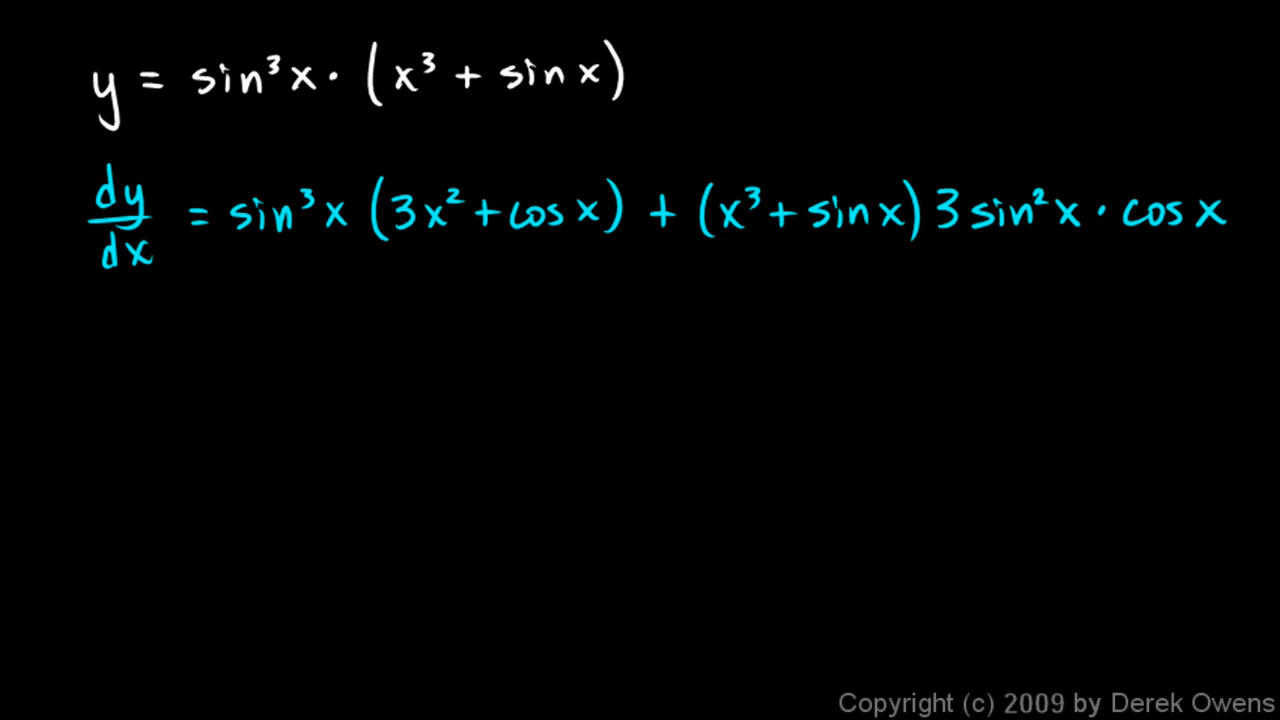 y = sin³x · (x³ + sin x)
dy/dx = sin³x (3x² + cos x) + (x³ + sin x) 3 sin²x · cos x
Copyright (c) 2009 by Derek Owens